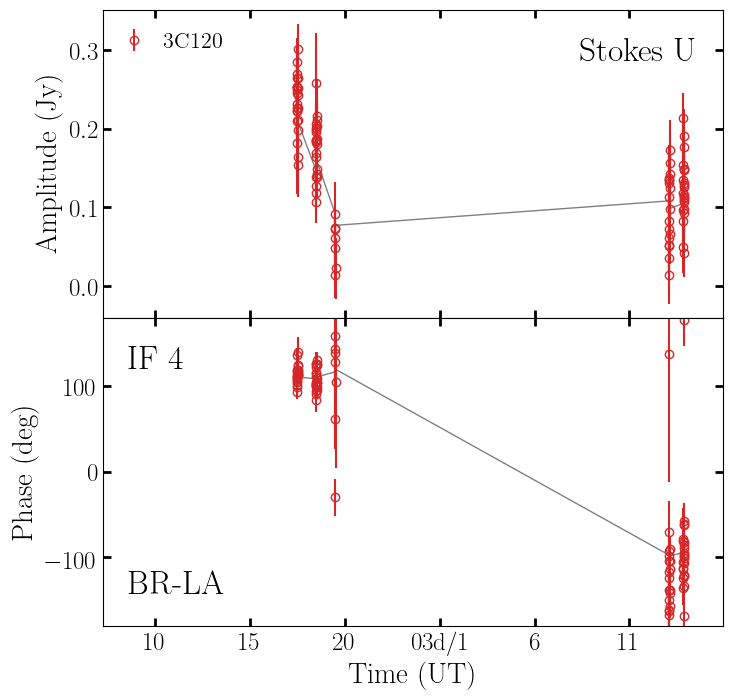 3C120
Stokes U
0.3
0.2
0.1
0.0
Amplitude (Jy)
IF 4
BR-LA
100
0
−100
Phase (deg)
10 15 20 03d/1 6 11
Time (UT)